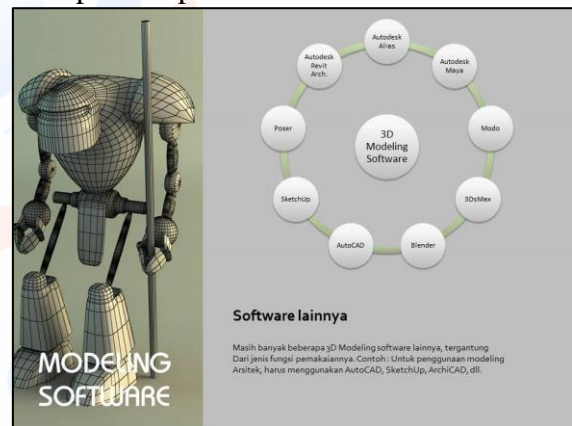 Autodesk
Alias
Autodesk
Maya
Modo
3DsMax
Blender
AutoCAD
SketchUp
Poser
Autodesk
Revit
Arch.
3D
Modeling
Software
Software lainnya
Masih banyak beberapa 3D Modeling software lainnya, tergantung
Dari jenis fungsi pemakaiannya. Contoh : Untuk penggunaan modeling
Arsitek, harus menggunakan AutoCAD, SketchUp, ArchiCAD, dll.
MODELING
SOFTWARE